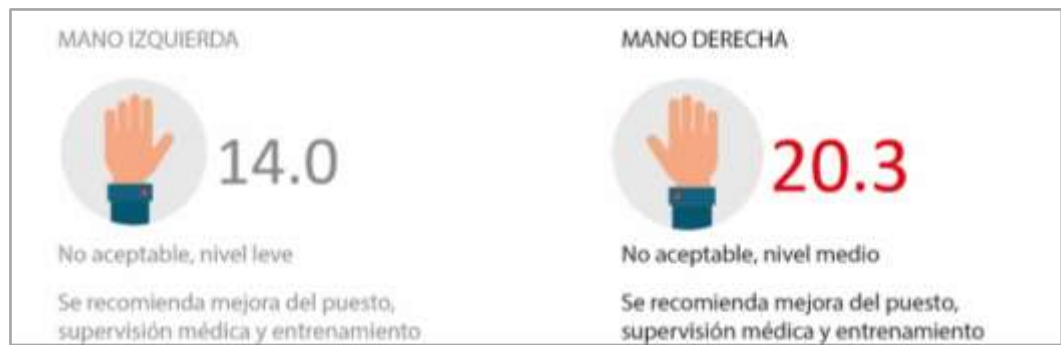 MANO IZQUIERDA
14.0
No aceptable, nivel leve
Se recomienda mejora del puesto,
supervisión médica y entrenamiento
MANO DERECHA
20.3
No aceptable, nivel medio
Se recomienda mejora del puesto,
supervisión médica y entrenamiento